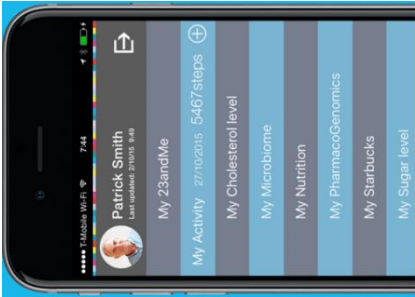 T-Mobile Wi-Fi 7:44
Patrick Smith
Last updated: 2/10/15 9:49
My 23andMe
My Activity 27/10/2015 5467steps
My Cholesterol level
My Microbiome
My Nutrition
My PharmacoGenomics
My Starbucks
My Sugar level